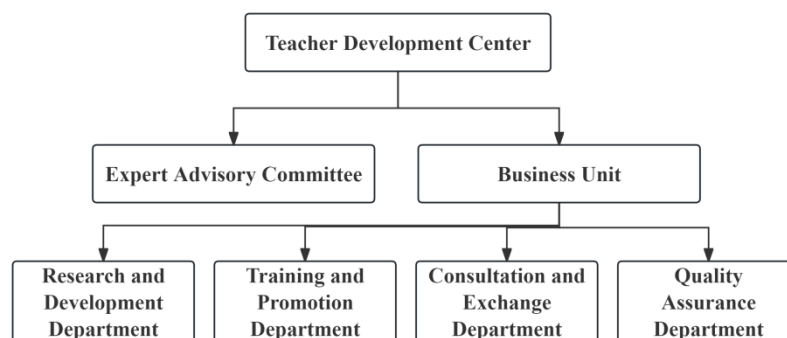 Teacher Development Center
Expert Advisory Committee
Business Unit
Research and
Development
Department
Training and
Promotion
Department
Consultation and
Exchange
Department
Quality
Assurance
Department